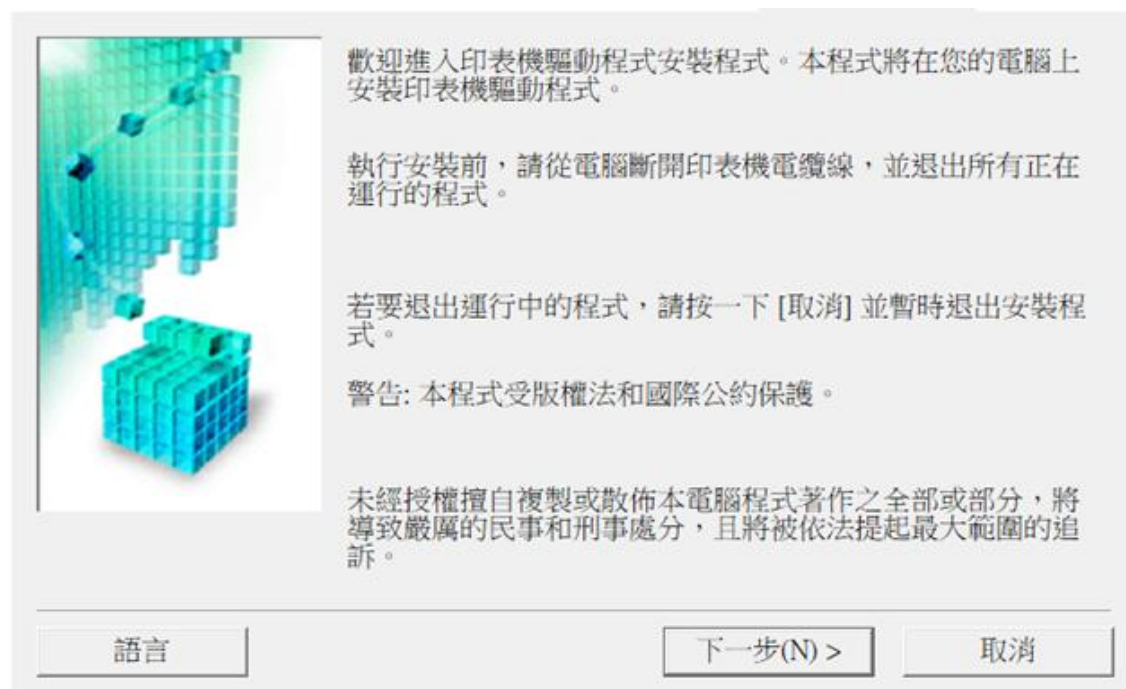 歡迎進入印表機驅動程式安裝程式。本程式將在您的電腦上
安裝印表機驅動程式。
執行安裝前，請從電腦斷開印表機電纜線，並退出所有正在
運行的程式。
若要退出運行中的程式，請按一下 [取消] 並暫時退出安裝程
式。
警告: 本程式受版權法和國際公約保護。
未經授權擅自複製或散佈本電腦程式著作之全部或部分，將
導致嚴厲的民事和刑事處分，且將被依法提起最大範圍的追
訴。
語言
下一步(N) >
取消